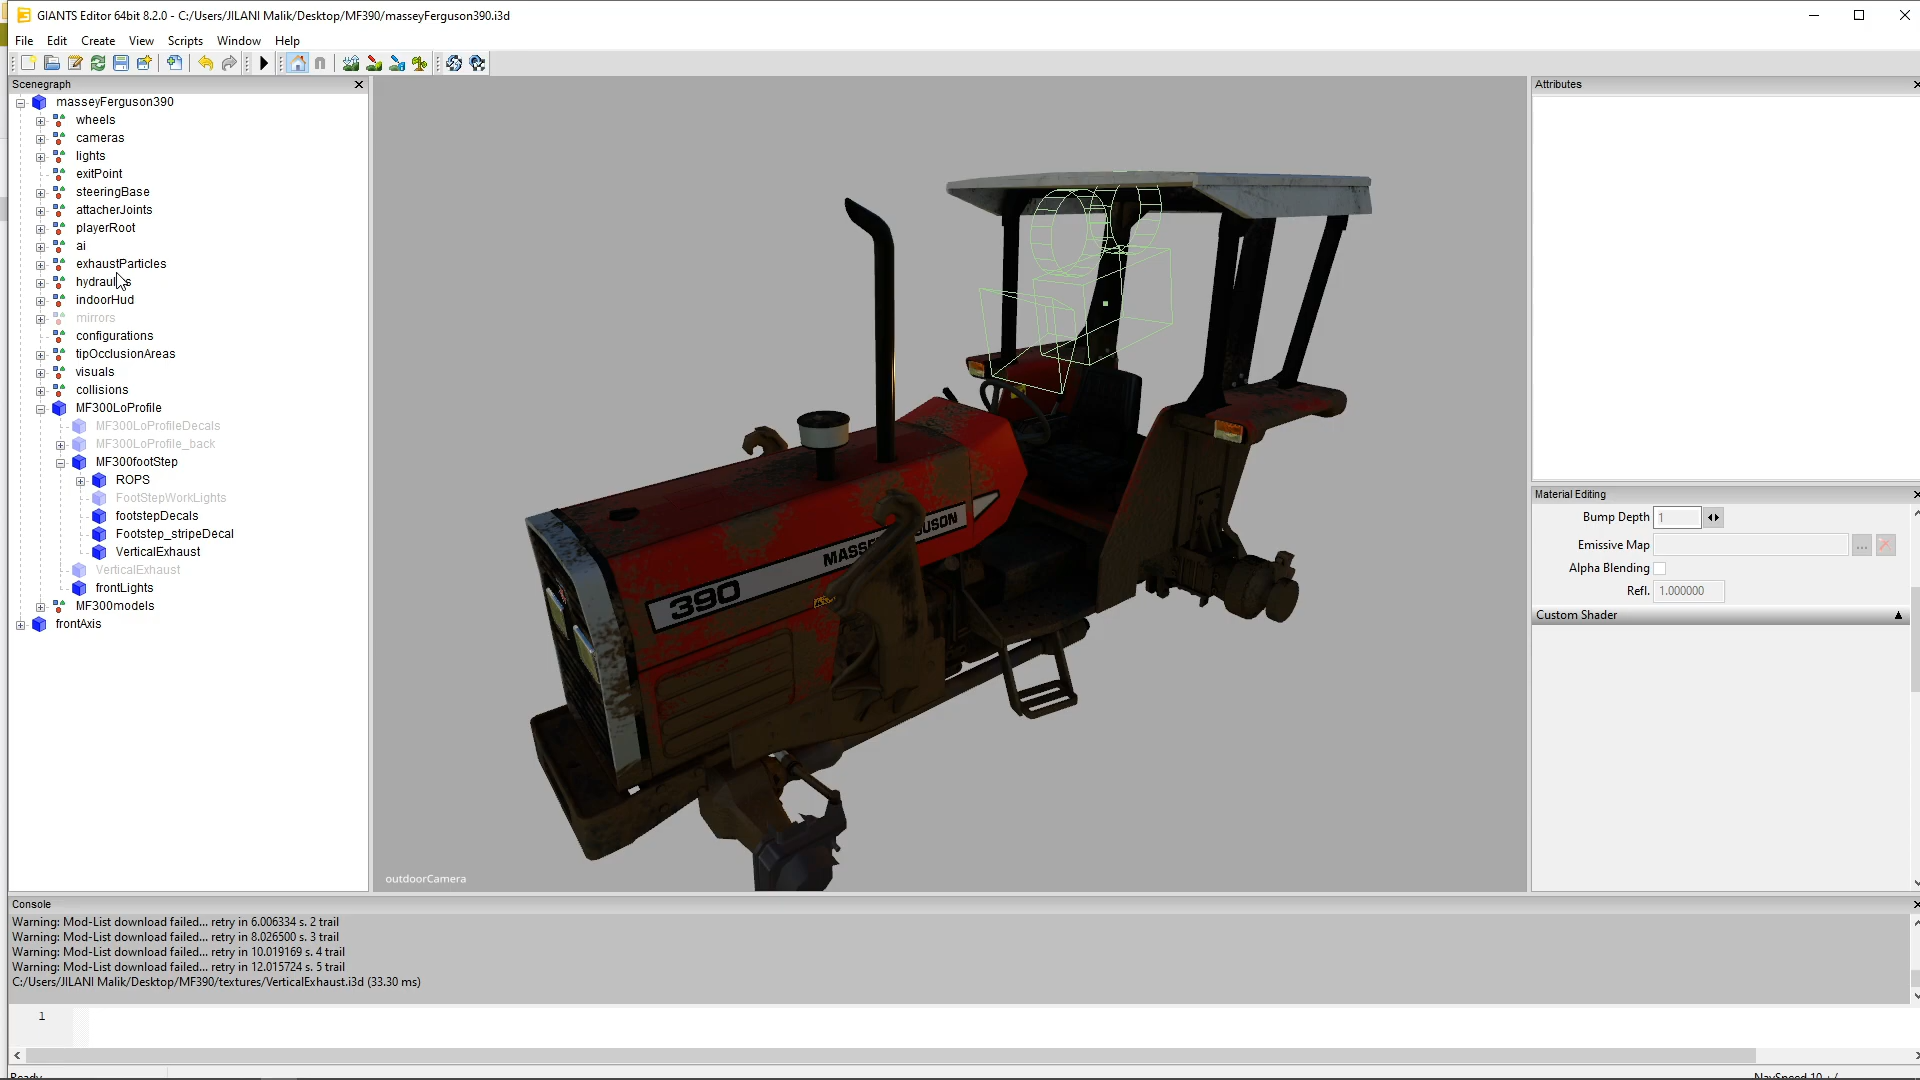 GIANTS Editor 64bit 8.2.0 - C:/Users/JILANI Malik/Desktop/MF390/masseyFerguson390.i3d
File Edit Create View Scripts Window Help
Scenegraph
masseyFerguson390
wheels
cameras
lights
exitPoint
steeringBase
attacherJoints
playerRoot
ai
exhaustParticles
hydraulics
indoorHud
mirrors
configurations
tipOcclusionAreas
visuals
collisions
MF300LoProfile
MF300LoProfileDecals
MF300LoProfile_back
MF300footStep
ROPS
FootStepWorkLights
footstepDecals
Footstep_stripeDecal
VerticalExhaust
VerticalExhaust
frontLights
MF300models
frontAxis
390
outdoorCamera
Attributes
Material Editing
Bump Depth 1
Emissive Map ...
Alpha Blending
Refl. 1.000000
Custom Shader
Console
Warning: Mod-List download failed... retry in 6.006334 s. 2 trail
Warning: Mod-List download failed... retry in 8.026500 s. 3 trail
Warning: Mod-List download failed... retry in 10.019169 s. 4 trail
Warning: Mod-List download failed... retry in 12.015724 s. 5 trail
C:/Users/JILANI Malik/Desktop/MF390/textures/VerticalExhaust.i3d (33.30 ms)
1
Ready
NavSpeed 10 +/